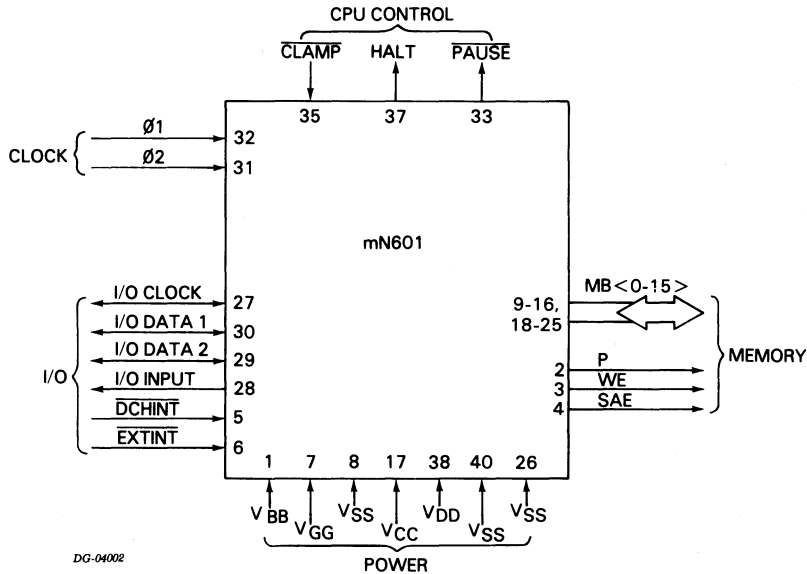 CPU CONTROL
CLAMP HALT PAUSE
35 37 33
CLOCK
Ø1 32
Ø2 31
mN601
I/O
I/O CLOCK 27
I/O DATA 1 30
I/O DATA 2 29
I/O INPUT 28
DCHINT 5
EXTINT 6
9-16,
18-25
MB<0-15>
2 P
3 WE
4 SAE
MEMORY
1 7 8 17 38 40 26
VBB VGG VSS VCC VDD VSS VSS
POWER
DG-04002